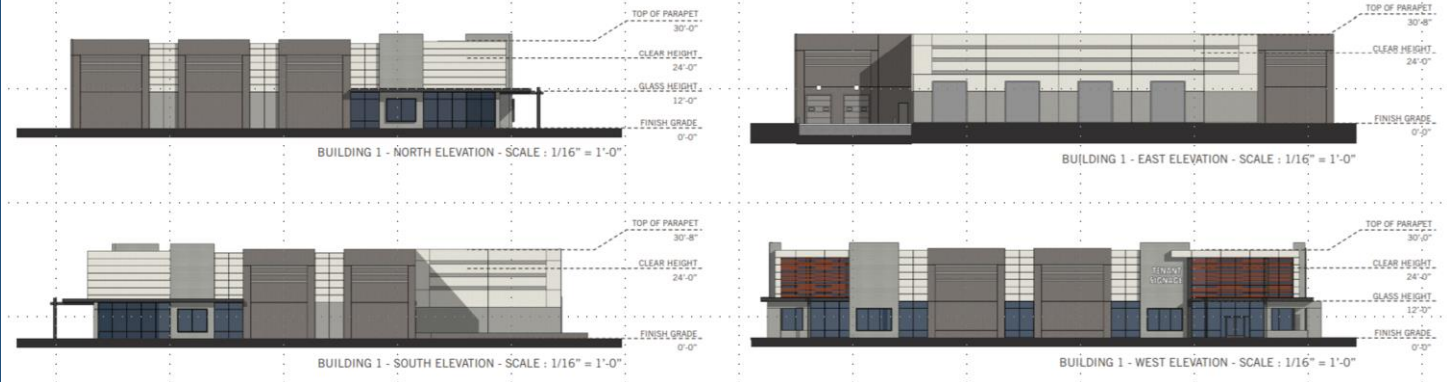 TOP OF PARAPET
30'-0"
CLEAR HEIGHT
24'-0"
GLASS HEIGHT
12'-0"
FINISH GRADE
0'-0"
BUILDING 1 - NORTH ELEVATION - SCALE : 1/16" = 1'-0"
TOP OF PARAPET
30'-8"
CLEAR HEIGHT
24'-0"
FINISH GRADE
0'-0"
BUILDING 1 - EAST ELEVATION - SCALE : 1/16" = 1'-0"
TOP OF PARAPET
30'-8"
CLEAR HEIGHT
24'-0"
FINISH GRADE
0'-0"
BUILDING 1 - SOUTH ELEVATION - SCALE : 1/16" = 1'-0"
TOP OF PARAPET
30'-0"
CLEAR HEIGHT
24'-0"
GLASS HEIGHT
12'-0"
FINISH GRADE
0'-0"
TENANT
SIGNAGE
BUILDING 1 - WEST ELEVATION - SCALE : 1/16" = 1'-0"